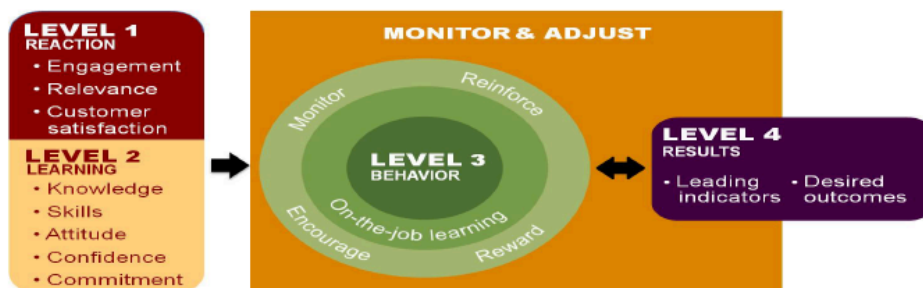 LEVEL 1
REACTION
• Engagement
• Relevance
• Customer
satisfaction
LEVEL 2
LEARNING
• Knowledge
• Skills
• Attitude
• Confidence
• Commitment
MONITOR & ADJUST
Monitor
Reinforce
LEVEL 3
BEHAVIOR
On-the-job learning
Encourage
Reward
LEVEL 4
RESULTS
• Leading
indicators
• Desired
outcomes